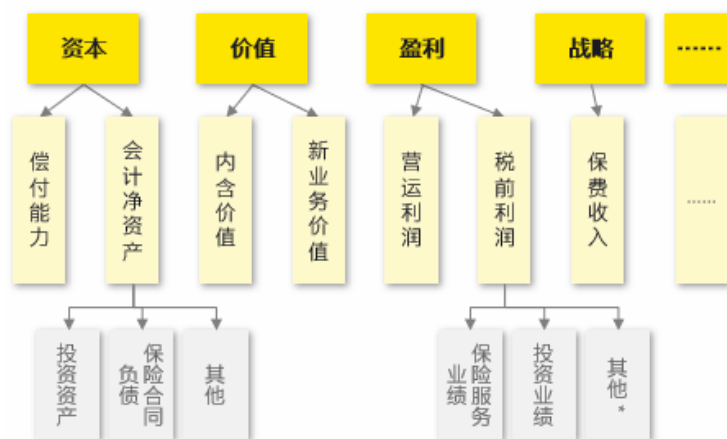 资本
价值
盈利
战略
······
偿付能力
会计净资产
内含价值
新业务价值
营运利润
税前利润
保费收入
······
投资资产
保险合同
负债
其他
保险服务
业绩
投资业绩
其他*